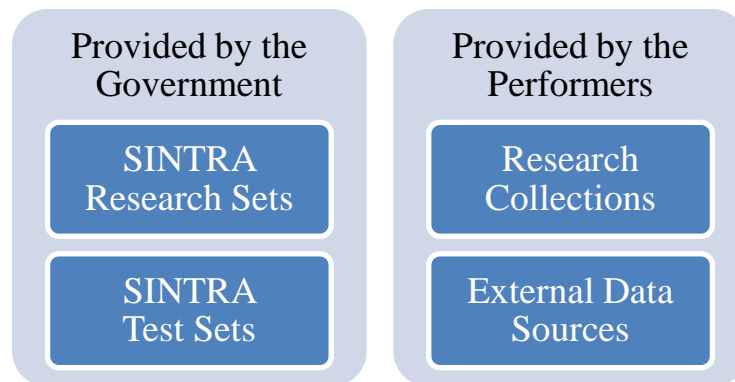 Provided by the
Government
SINTRA
Research Sets
SINTRA
Test Sets
Provided by the
Performers
Research
Collections
External Data
Sources